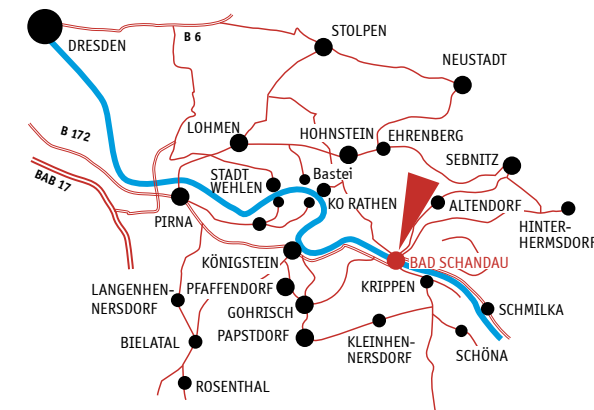 STOLPEN
B 6
DRESDEN
NEUSTADT
B 172
LOHMEN
HOHNSTEIN
EHRENBERG
SEBNITZ
BAB 17
STADT
WEHLEN
Bastei
KO RATHEN
ALTENDORF
PIRNA
HINTER-
HERMSDORF
KÖNIGSTEIN
BAD SCHANDAU
LANGENHEN-
NERSDORF
PFAFFENDORF
KRIPPEN
GOHRISCH
SCHMILKA
PAPSTDORF
BIELATAL
KLEINHEN-
NERSDORF
SCHÖNA
ROSENTHAL